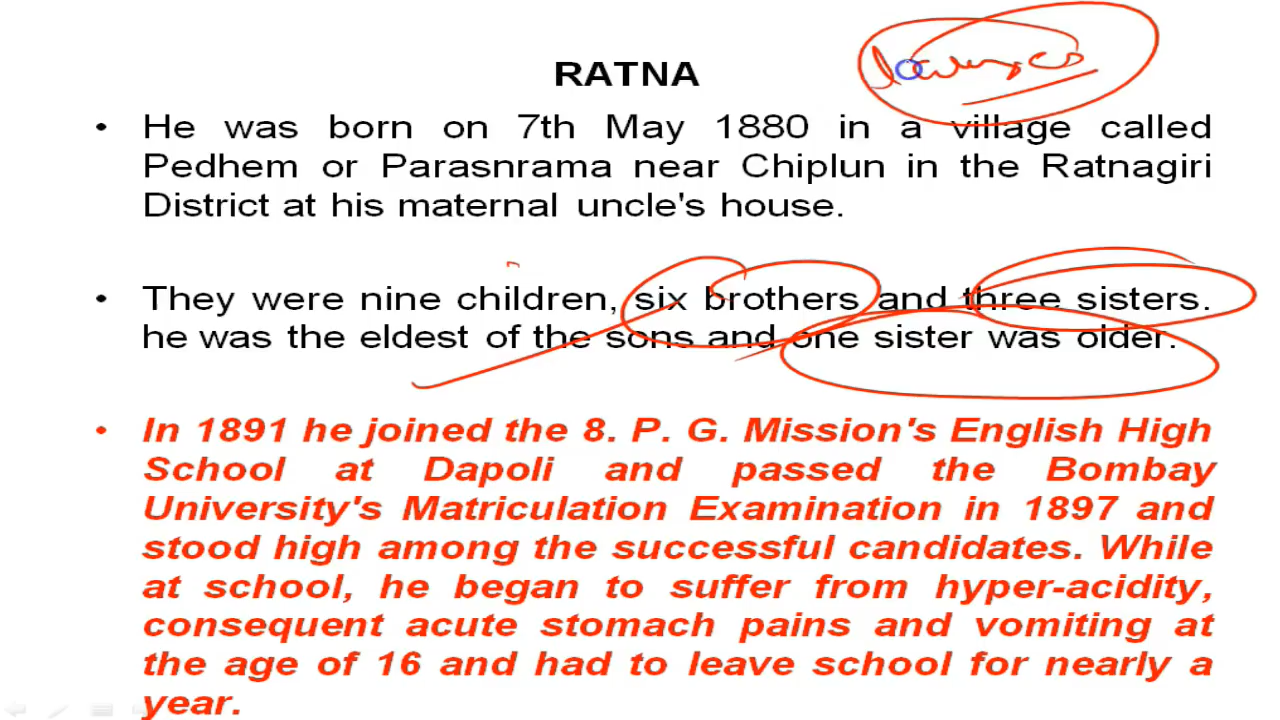 RATNA
• He was born on 7th May 1880 in a village called
Pedhem or Parasnrama near Chiplun in the Ratnagiri
District at his maternal uncle's house.
• They were nine children, six brothers and three sisters.
he was the eldest of the sons and one sister was older.
• In 1891 he joined the 8. P. G. Mission's English High
School at Dapoli and passed the Bombay
University's Matriculation Examination in 1897 and
stood high among the successful candidates. While
at school, he began to suffer from hyper-acidity,
consequent acute stomach pains and vomiting at
the age of 16 and had to leave school for nearly a
year.